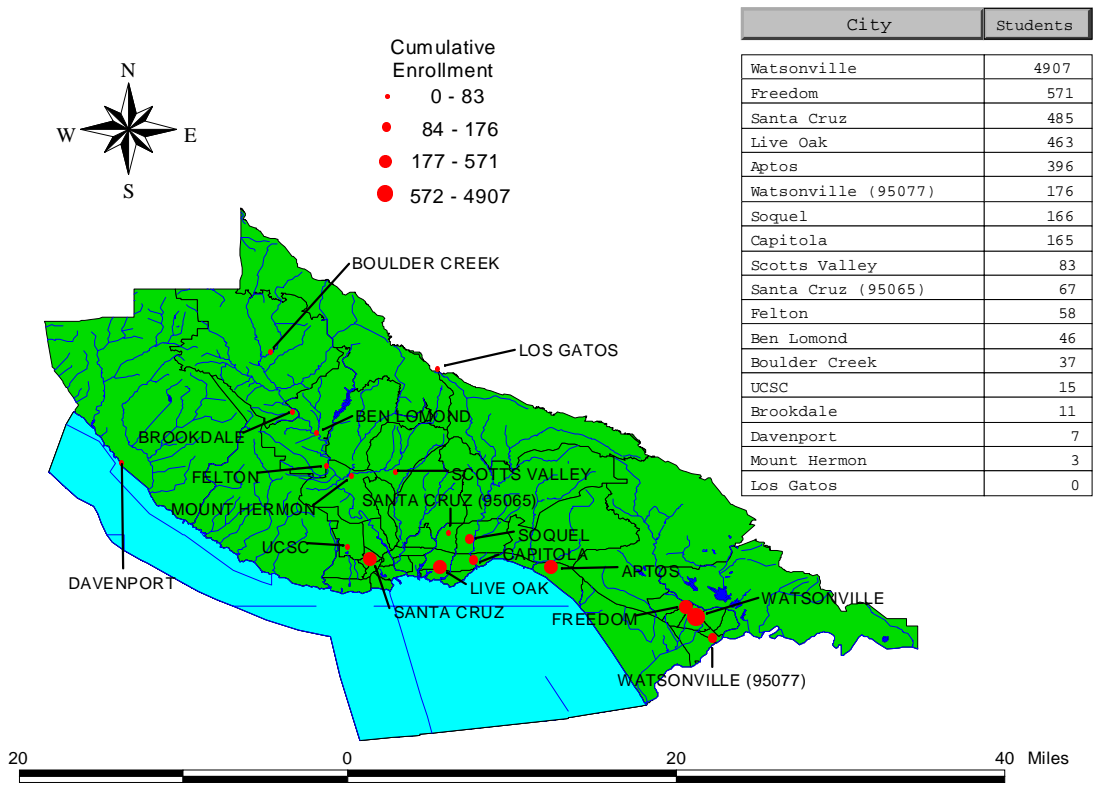 City Students
Watsonville 4907
Freedom 571
Santa Cruz 485
Live Oak 463
Aptos 396
Watsonville (95077) 176
Soquel 166
Capitola 165
Scotts Valley 83
Santa Cruz (95065) 67
Felton 58
Ben Lomond 46
Boulder Creek 37
UCSC 15
Brookdale 11
Davenport 7
Mount Hermon 3
Los Gatos 0
Cumulative
Enrollment
0 - 83
84 - 176
177 - 571
572 - 4907
N
W E
S
BOULDER CREEK
LOS GATOS
BEN LOMOND
BROOKDALE
FELTON
SCOTTS VALLEY
MOUNT HERMON
SANTA CRUZ (95065)
UCSC
SOQUEL
CAPITOLA
DAVENPORT
LIVE OAK
APTOS
SANTA CRUZ
WATSONVILLE
FREEDOM
WATSONVILLE (95077)
20 0 20 40 Miles